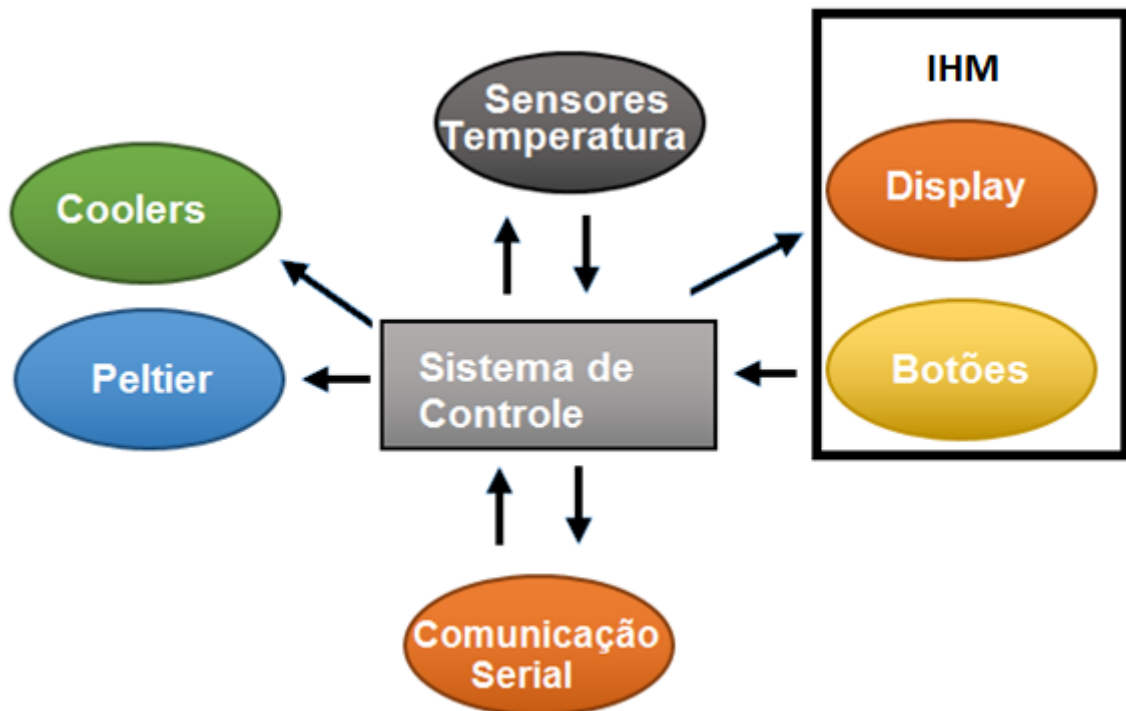 IHM
Sensores
Temperatura
Display
Coolers
Peltier
Sistema de
Controle
Botões
Comunicação
Serial